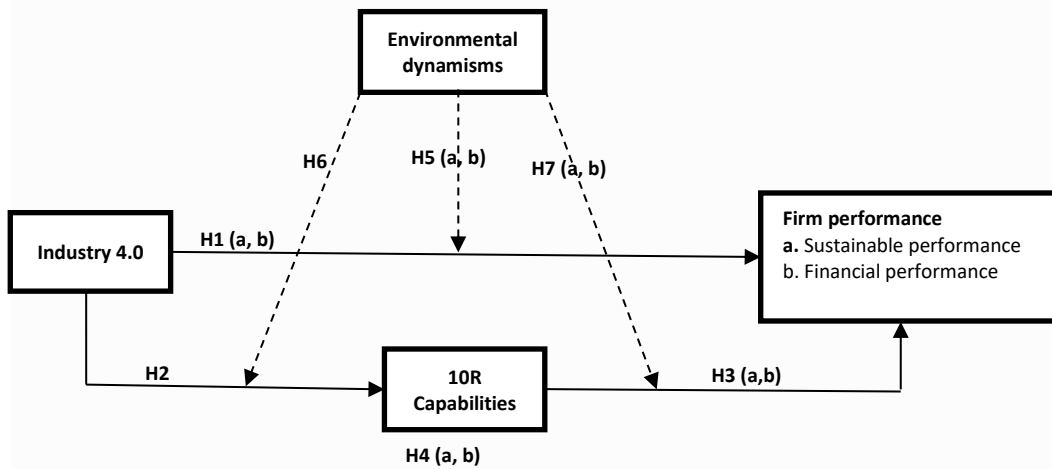 Environmental
dynamisms
H6
H5 (a, b)
H7 (a, b)
Industry 4.0
H1 (a, b)
Firm performance
a. Sustainable performance
b. Financial performance
H2
10R
Capabilities
H3 (a,b)
H4 (a, b)